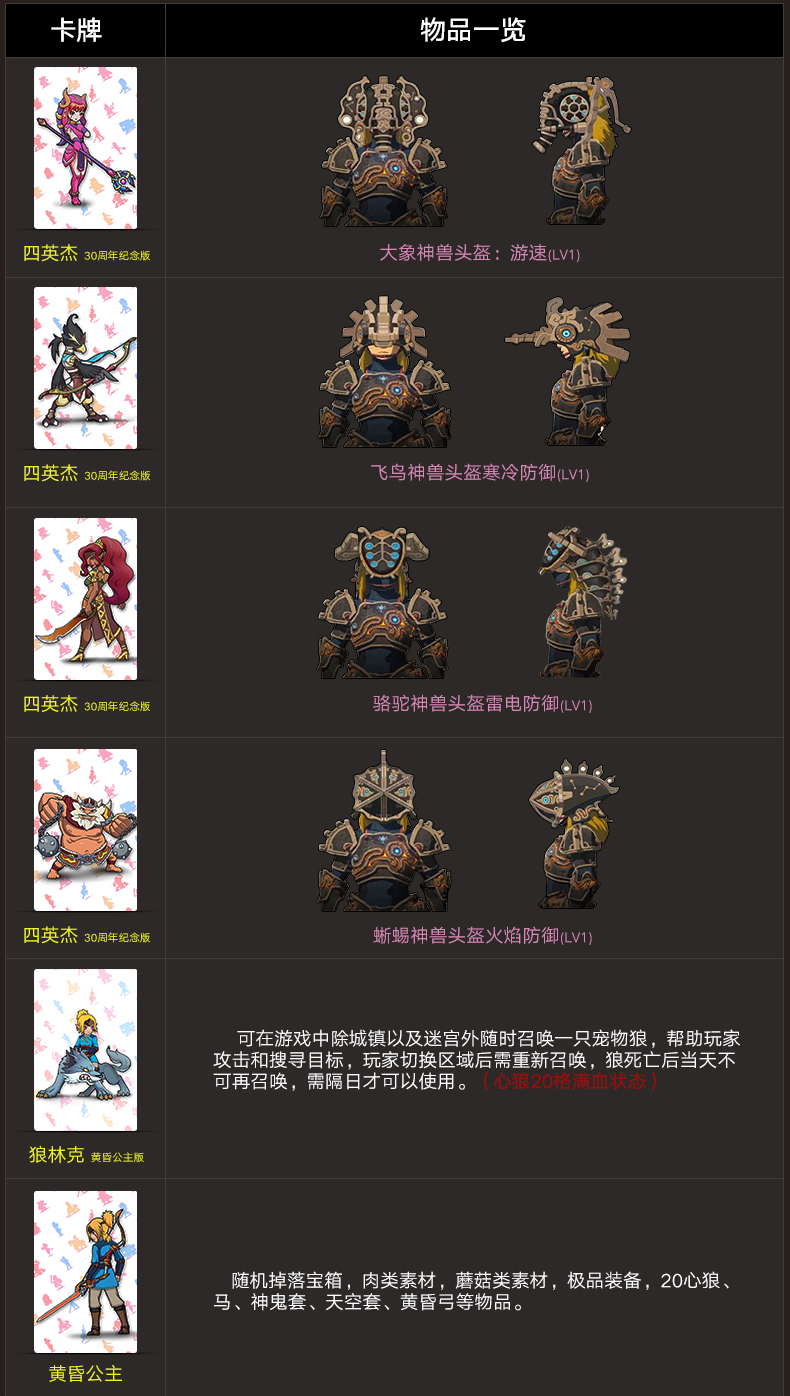 卡牌
物品一览
四英杰 30周年纪念版
大象神兽头盔：游速(LV1)
四英杰 30周年纪念版
飞鸟神兽头盔寒冷防御(LV1)
四英杰 30周年纪念版
骆驼神兽头盔雷电防御(LV1)
四英杰 30周年纪念版
蜥蜴神兽头盔火焰防御(LV1)
可在游戏中除城镇以及迷宫外随时召唤一只宠物狼，帮助玩家
攻击和搜寻目标，玩家切换区域后需重新召唤，狼死亡后当天不
可再召唤，需隔日才可以使用。（心狼20格满血状态）
狼林克 黄昏公主版
随机掉落宝箱，肉类素材，蘑菇类素材，极品装备，20心狼、
马、神鬼套、天空套、黄昏弓等物品。
黄昏公主